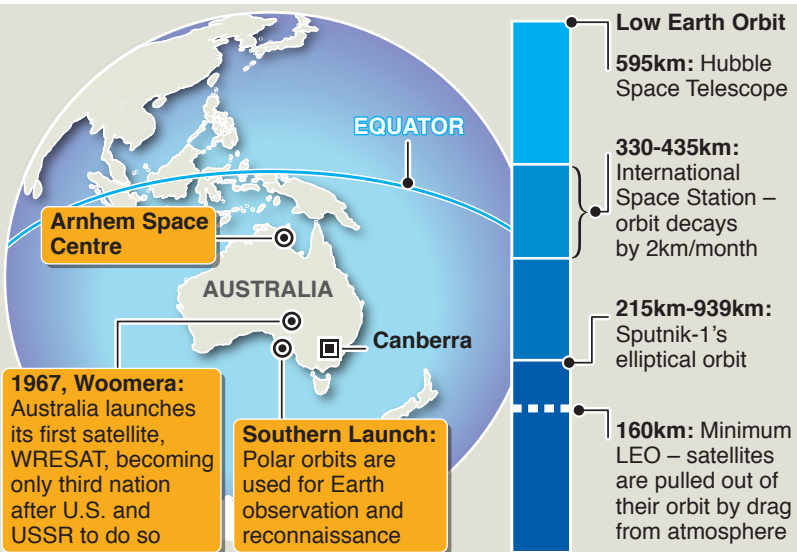 EQUATOR
Arnhem Space
Centre
AUSTRALIA
Canberra
1967, Woomera:
Australia launches
its first satellite,
WRESAT, becoming
only third nation
after U.S. and
USSR to do so
Southern Launch:
Polar orbits are
used for Earth
observation and
reconnaissance
Low Earth Orbit
595km: Hubble
Space Telescope
330-435km:
International
Space Station –
orbit decays
by 2km/month
215km-939km:
Sputnik-1's
elliptical orbit
160km: Minimum
LEO – satellites
are pulled out of
their orbit by drag
from atmosphere